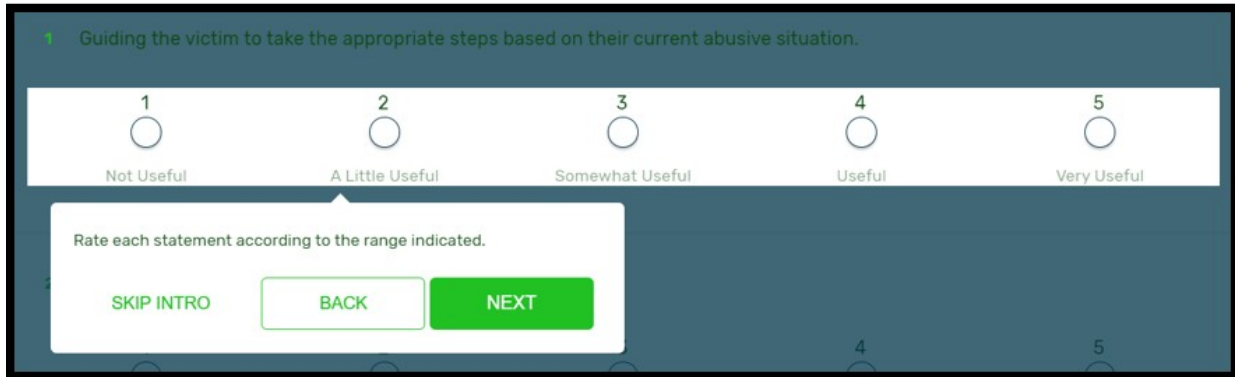 1 Guiding the victim to take the appropriate steps based on their current abusive situation.
1 2 3 4 5
Not Useful A Little Useful Somewhat Useful Useful Very Useful
Rate each statement according to the range indicated.
SKIP INTRO BACK NEXT
4 5